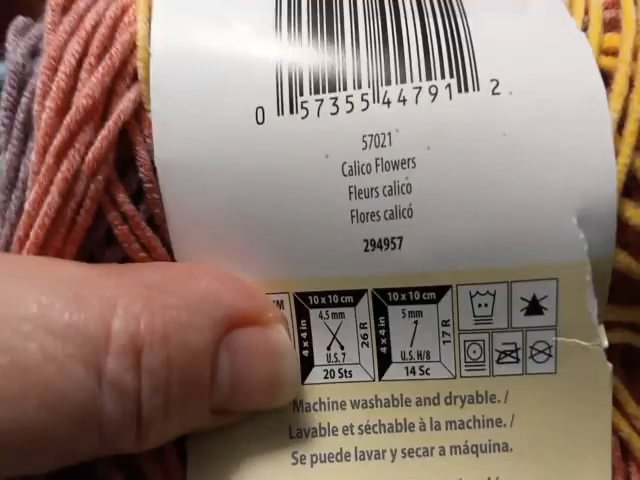 0 57355 44791 2
57021
Calico Flowers
Fleurs calico
Flores calicó
294957
M
10 x 10 cm
4 x 4 in
4,5 mm
26 R
U.S. 7
20 Sts
10 x 10 cm
4 x 4 in
5 mm
17 R
U.S. H/8
14 Sc
Machine washable and dryable. /
Lavable et séchable à la machine. /
Se puede lavar y secar a máquina.